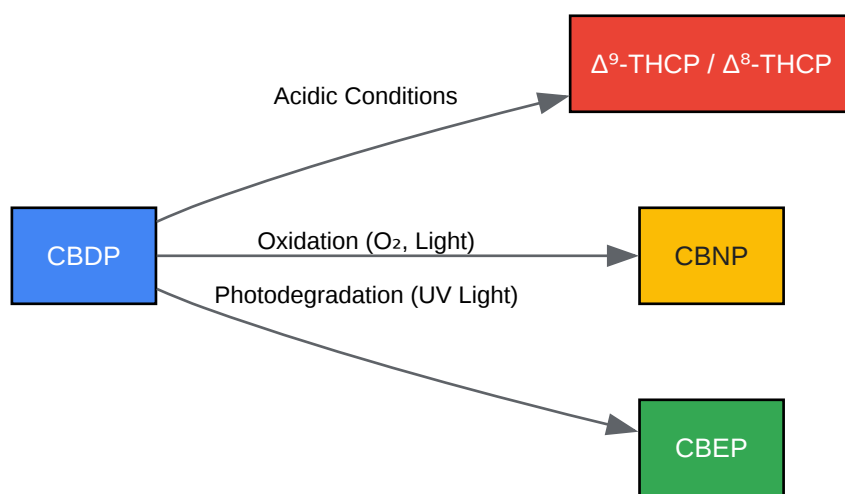 Δ⁹-THCP / Δ⁸-THCP
Acidic Conditions
CBDP
Oxidation (O₂, Light)
CBNP
Photodegradation (UV Light)
CBEP